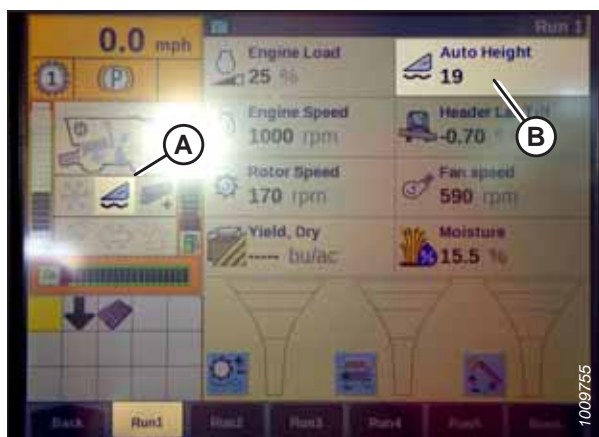 0.0 mph
Run 1
1
(P)
Engine Load
25 %
Auto Height
19
Engine Speed
1000 rpm
-0.70
A
B
Rotor Speed
170 rpm
Fan speed
590 rpm
Yield, Dry
----- bu/ac
Moisture
%
15.5 %
Back
Run1
Run2
Run3
Run4
1009755